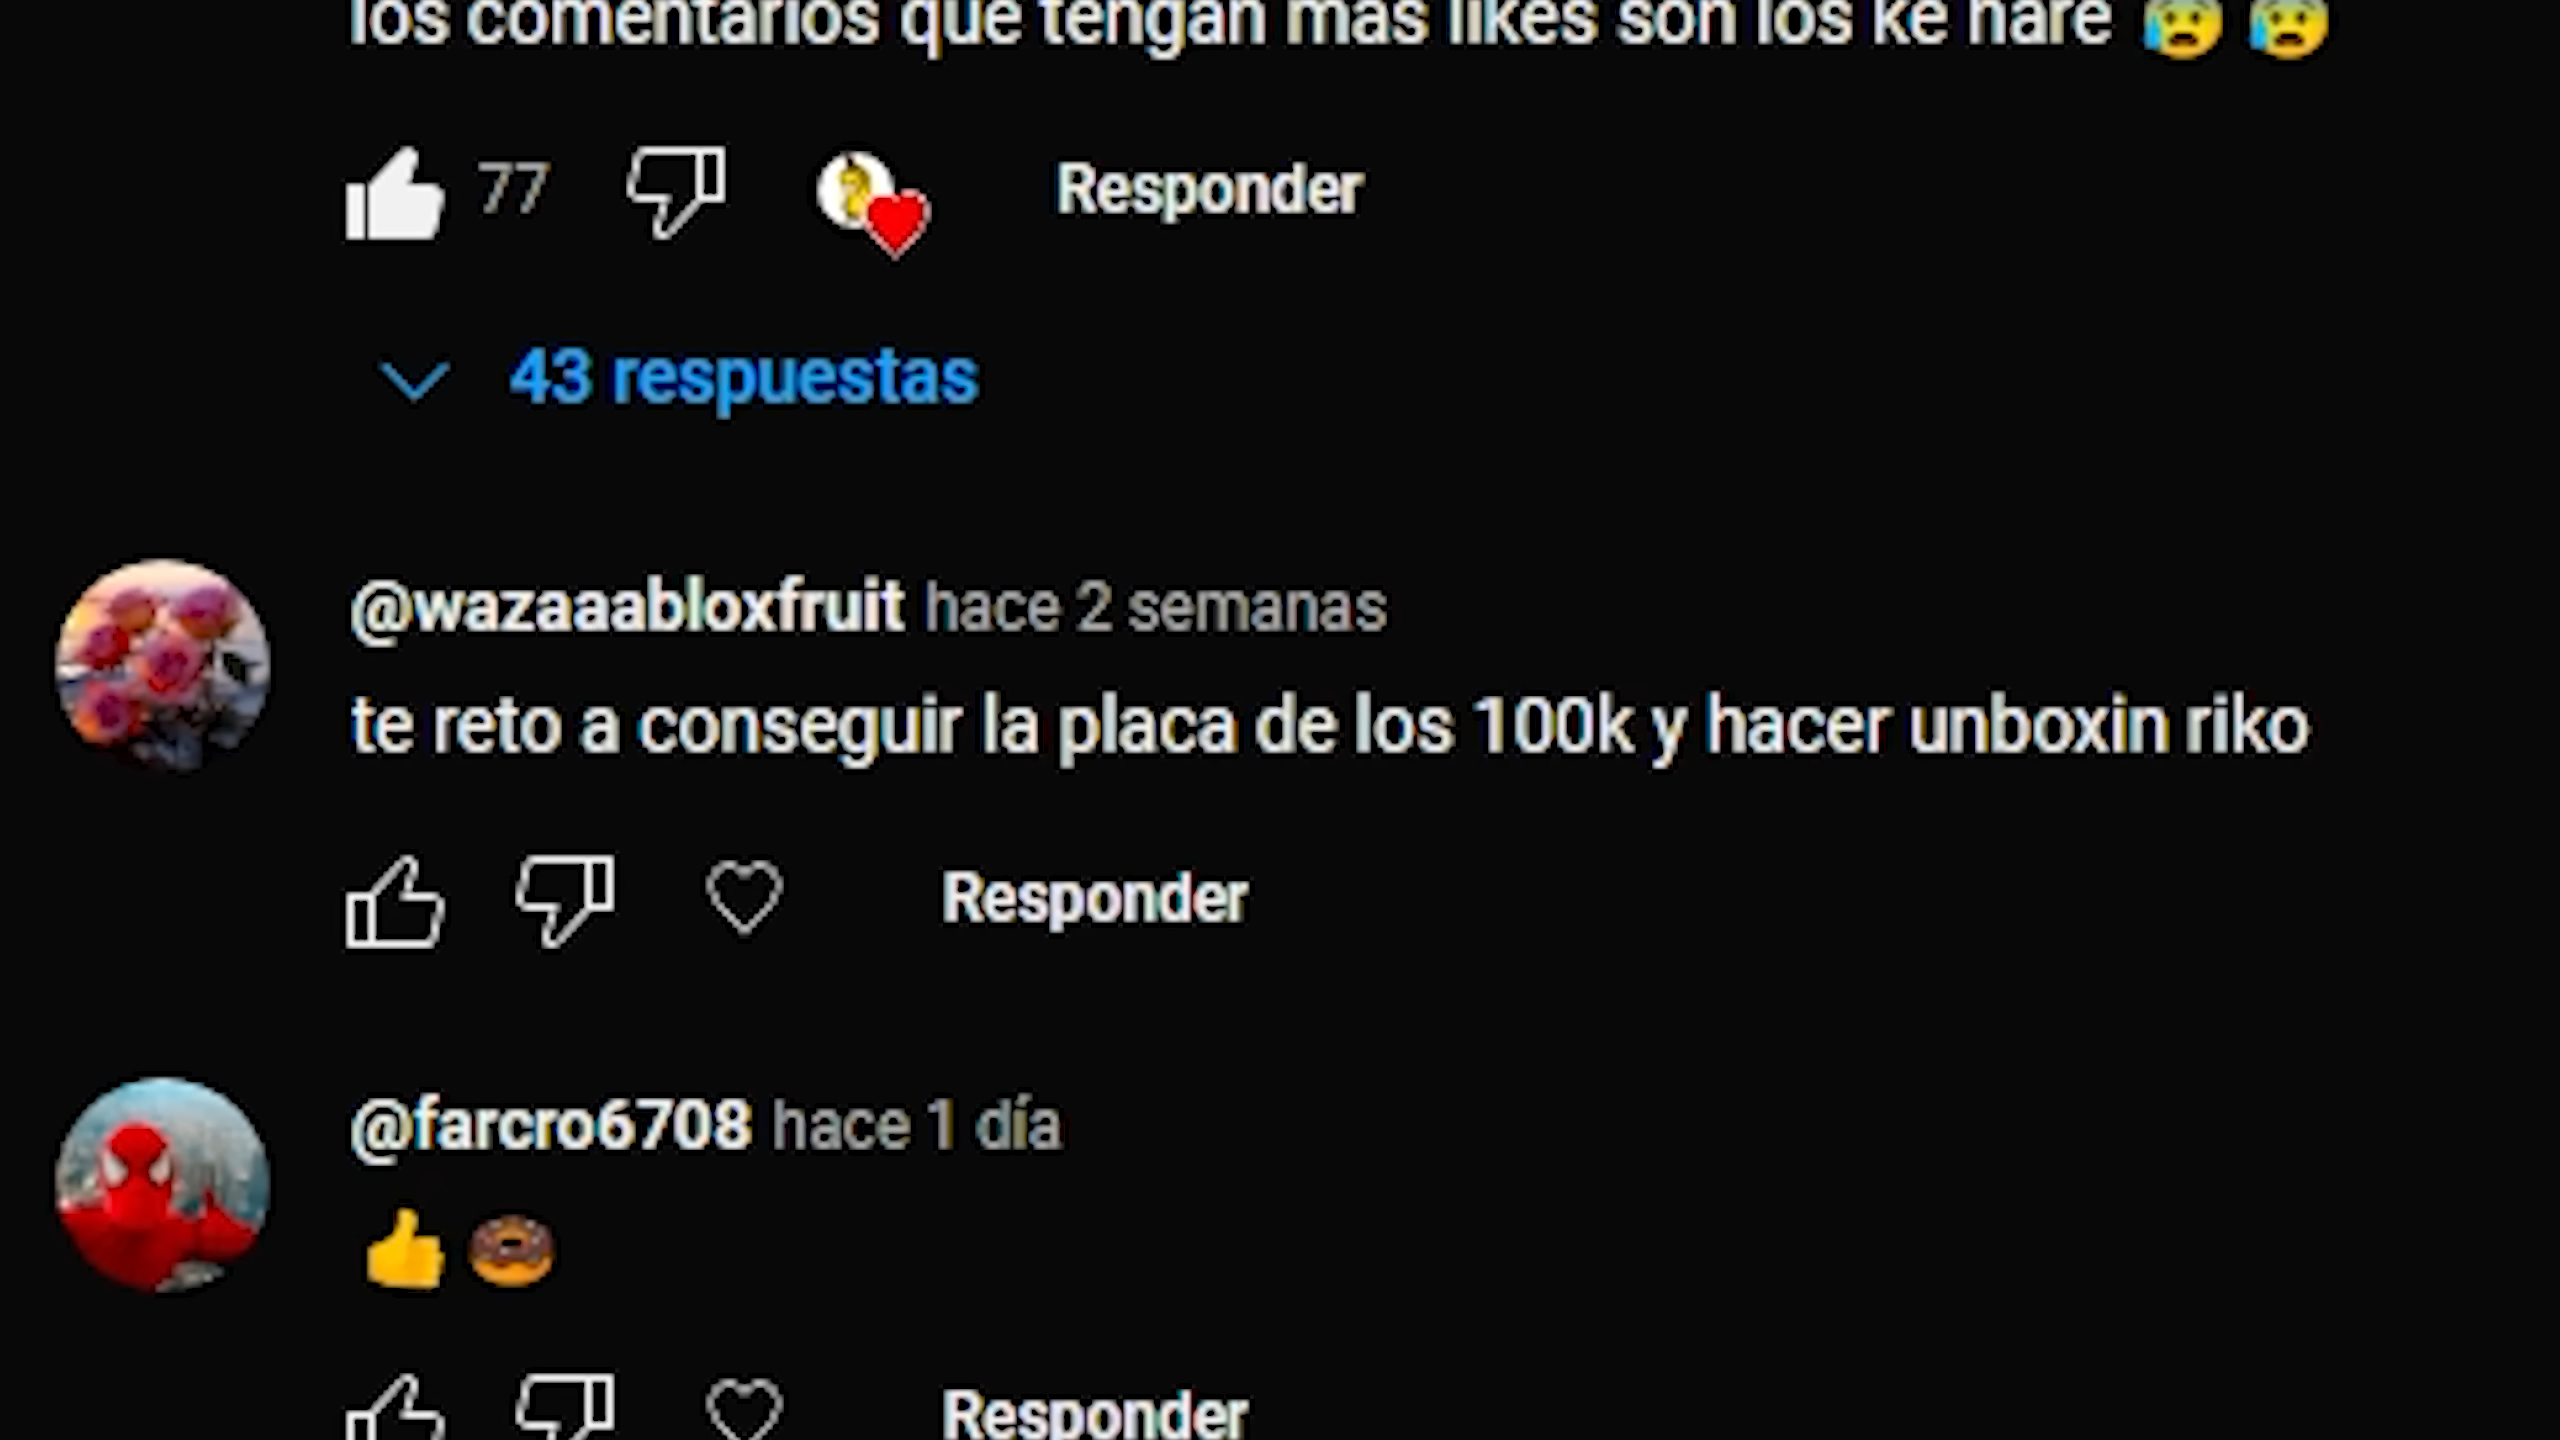 los comentarios que tengan mas likes son los ke hare 😰 😰
77 Responder
43 respuestas
@wazaaabloxfruit hace 2 semanas
te reto a conseguir la placa de los 100k y hacer unboxin riko
Responder
@farcro6708 hace 1 día
👍 🍩
Responder